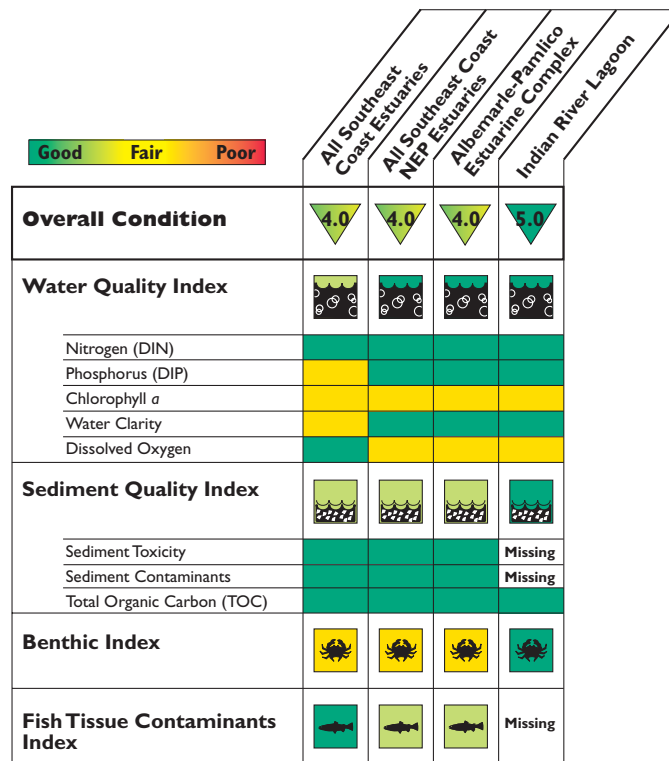 All Southeast
Coast Estuaries
All Southeast Coast
NEP Estuaries
Albemarle-Pamlico
Estuarine Complex
Indian River Lagoon
Good Fair Poor
Overall Condition 4.0 4.0 4.0 5.0
Water Quality Index
Nitrogen (DIN)
Phosphorus (DIP)
Chlorophyll a
Water Clarity
Dissolved Oxygen
Sediment Quality Index
Sediment Toxicity Missing
Sediment Contaminants Missing
Total Organic Carbon (TOC)
Benthic Index
Fish Tissue Contaminants Missing
Index